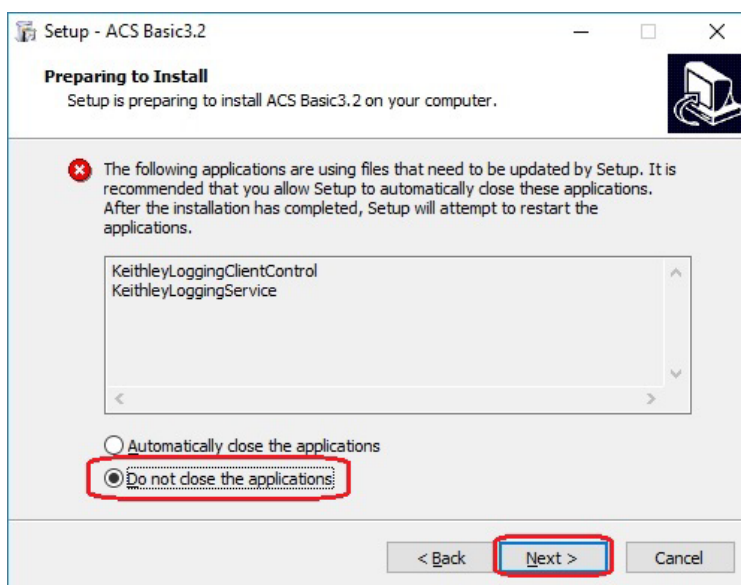 Setup - ACS Basic3.2
Preparing to Install
Setup is preparing to install ACS Basic3.2 on your computer.
The following applications are using files that need to be updated by Setup. It is
recommended that you allow Setup to automatically close these applications.
After the installation has completed, Setup will attempt to restart the
applications.
KeithleyLoggingClientControl
KeithleyLoggingService
Automatically close the applications
Do not close the applications
< Back Next > Cancel